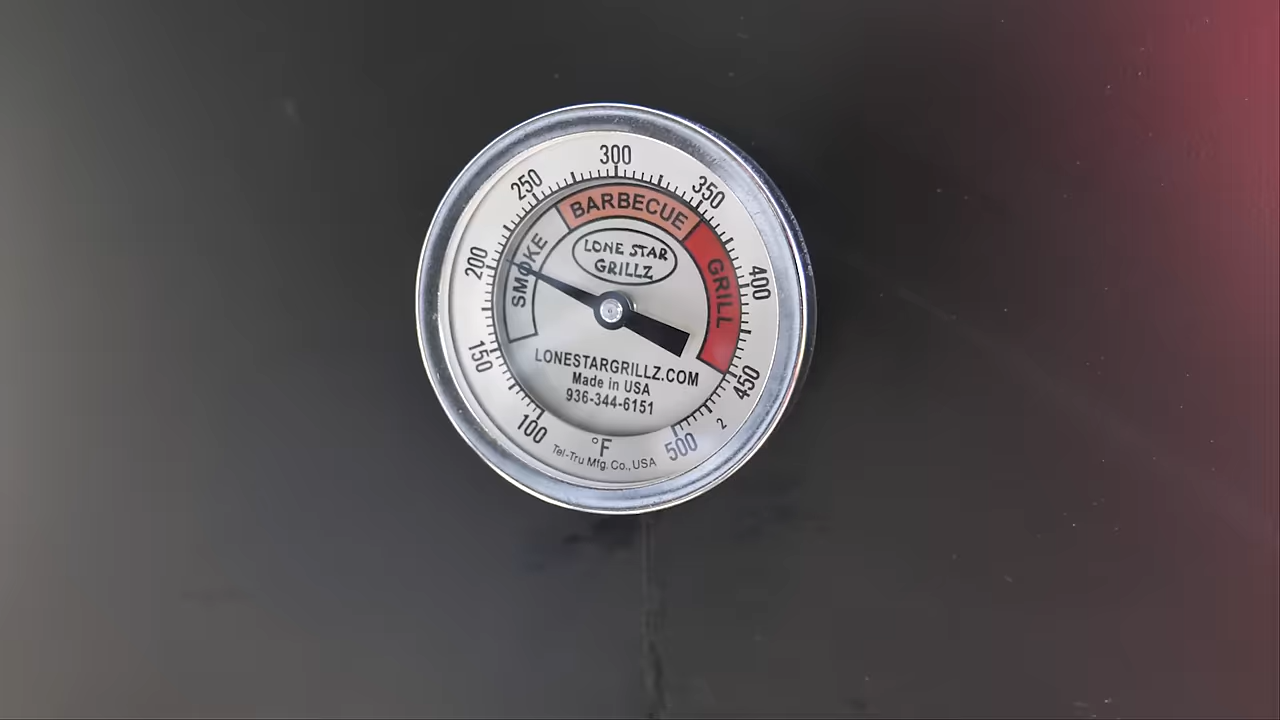 300
250
350
200
400
150
450
100
500
2
BARBECUE
SMOKE
GRILL
LONE STAR
GRILLZ
LONESTARGRILLZ.COM
Made in USA
936-344-6151
°F
Tel-Tru Mfg. Co., USA